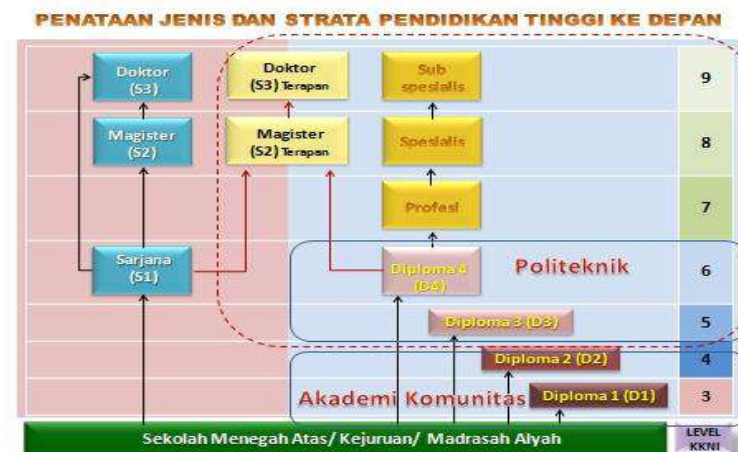 PENATAAN JENIS DAN STRATA PENDIDIKAN TINGGI KE DEPAN
Doktor
(S3)
Doktor
(S3) Terapan
Sub
spesialis
9
Magister
(S2)
Magister
(S2) Terapan
Spesialis
8
Profesi
7
Sarjana
(S1)
Diploma 4
(D4)
Politeknik
6
Diploma 3 (D3)
5
Diploma 2 (D2)
4
Akademi Komunitas
Diploma 1 (D1)
3
Sekolah Menegah Atas/ Kejuruan/ Madrasah Alyah
LEVEL
KKNI